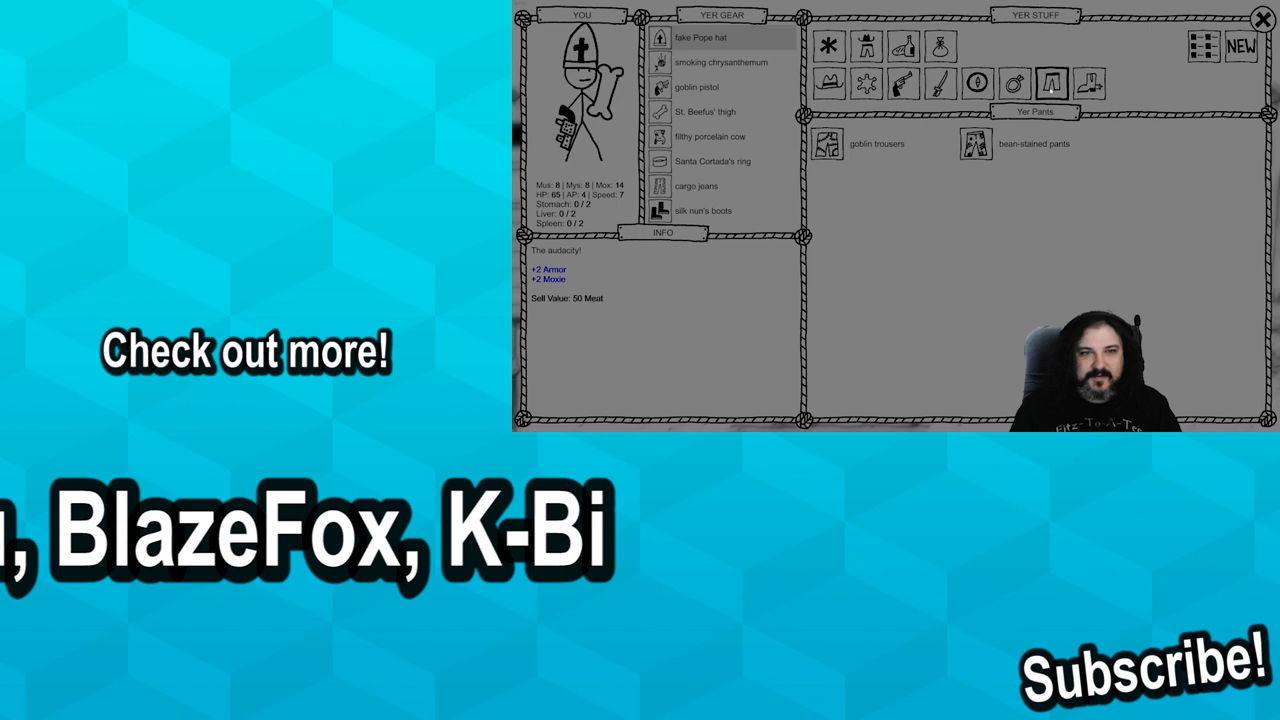 YOU
YER GEAR
YER STUFF
fake Pope hat
smoking chrysanthemum
goblin pistol
St. Beefus' thigh
filthy porcelain cow
Santa Cortada's ring
cargo jeans
silk nun's boots
NEW
Yer Pants
goblin trousers
bean-stained pants
Mus: 8 | Mys: 8 | Mox: 14
HP: 65 | AP: 4 | Speed: 7
Stomach: 0 / 2
Liver: 0 / 2
Spleen: 0 / 2
INFO
The audacity!
+2 Armor
+2 Moxie
Sell Value: 50 Meat
Fitz-To-A-Ten
Check out more!
, BlazeFox, K-Bi
Subscribe!